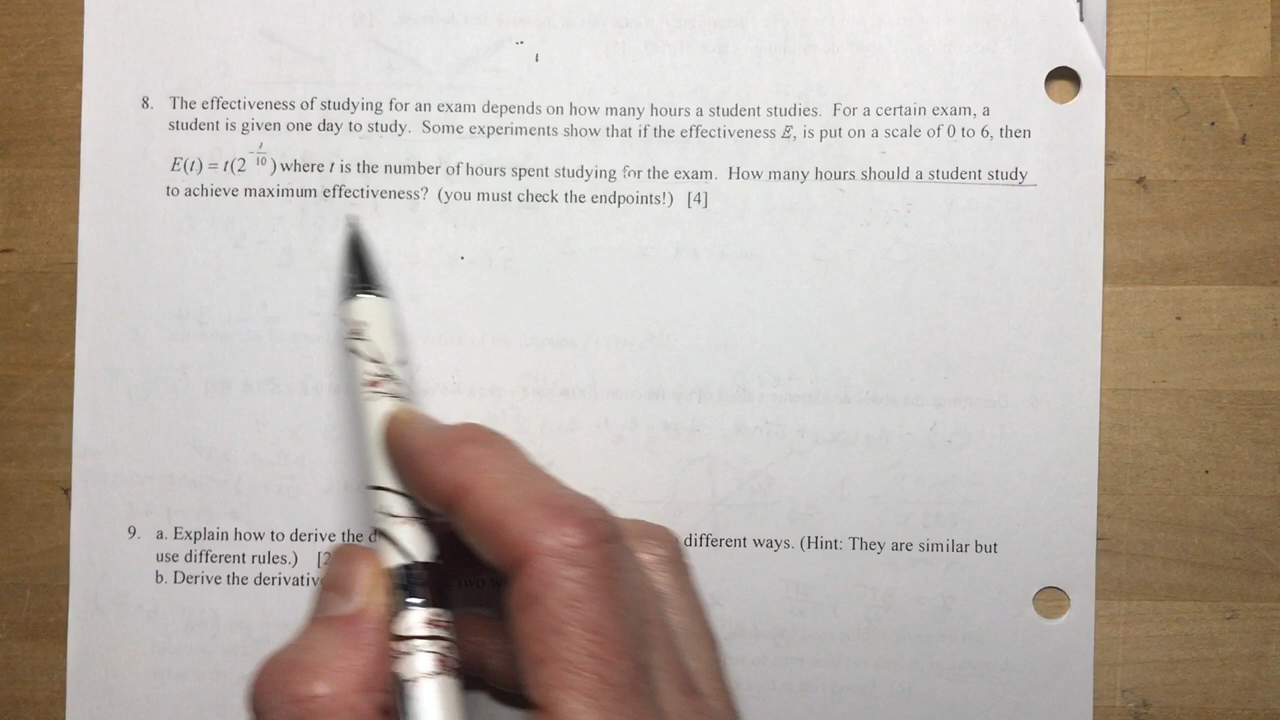 8. The effectiveness of studying for an exam depends on how many hours a student studies. For a certain exam, a
student is given one day to study. Some experiments show that if the effectiveness E, is put on a scale of 0 to 6, then
E(t) = t(2^{-t/10}) where t is the number of hours spent studying for the exam. How many hours should a student study
to achieve maximum effectiveness? (you must check the endpoints!) [4]
9. a. Explain how to derive the different ways. (Hint: They are similar but
use different rules.) [2
b. Derive the